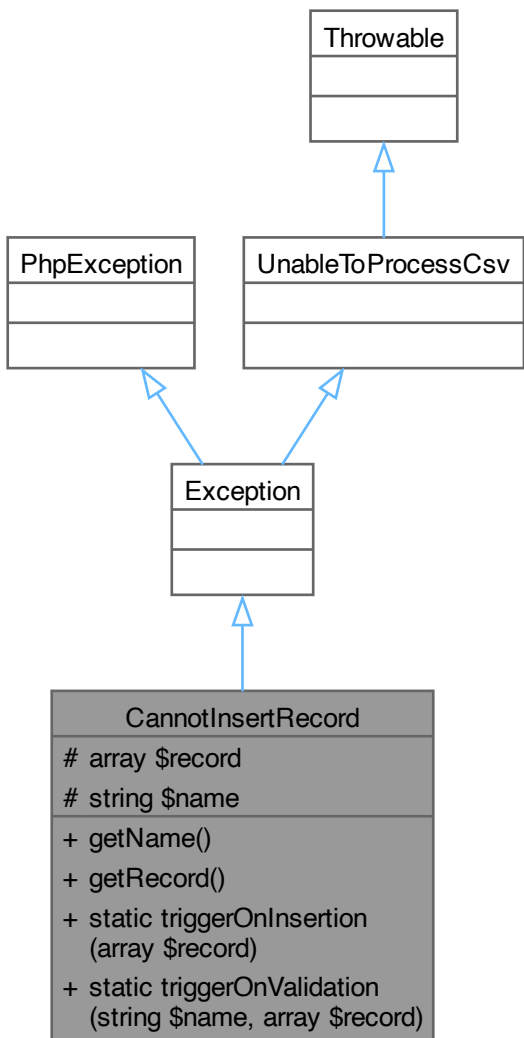 Throwable
PhpException
UnableToProcessCsv
Exception
CannotInsertRecord
# array $record
# string $name
+ getName()
+ getRecord()
+ static triggerOnInsertion
(array $record)
+ static triggerOnValidation
(string $name, array $record)